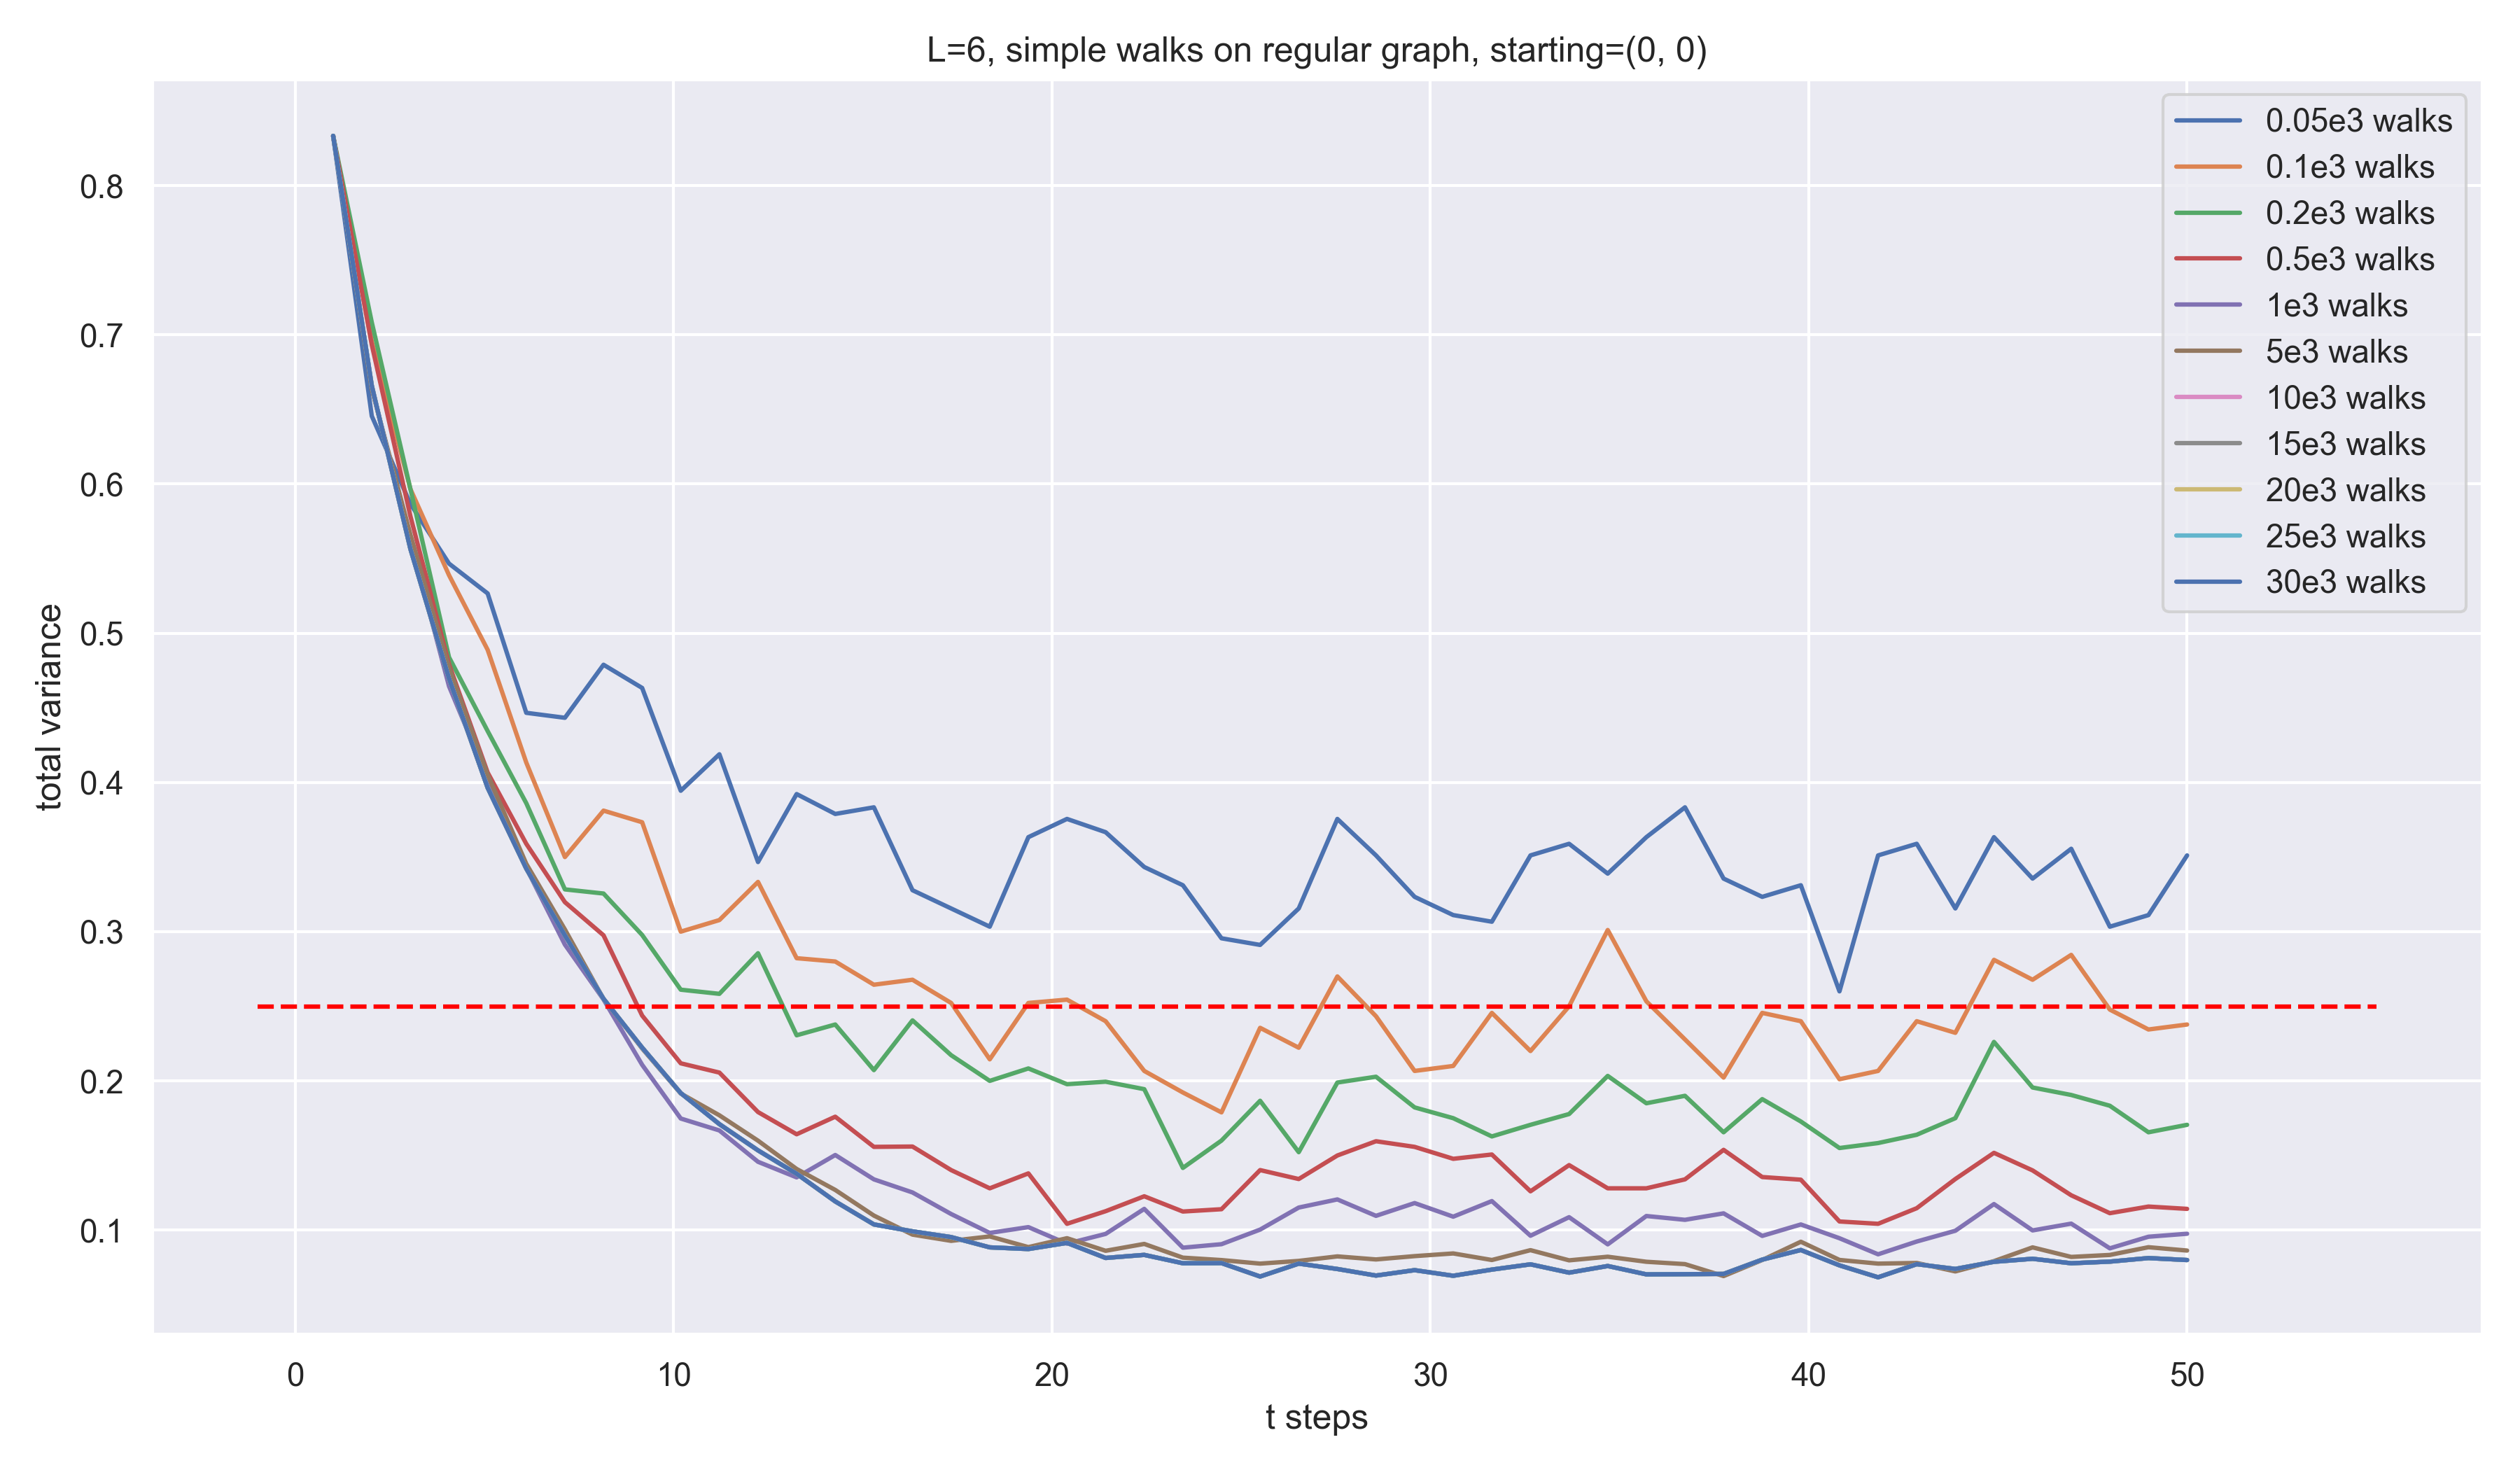 L=6, simple walks on regular graph, starting=(0, 0)
0.05e3 walks
0.1e3 walks
0.2e3 walks
0.5e3 walks
1e3 walks
5e3 walks
10e3 walks
15e3 walks
20e3 walks
25e3 walks
30e3 walks
total variance
0.8
0.7
0.6
0.5
0.4
0.3
0.2
0.1
0 10 20 30 40 50
t steps